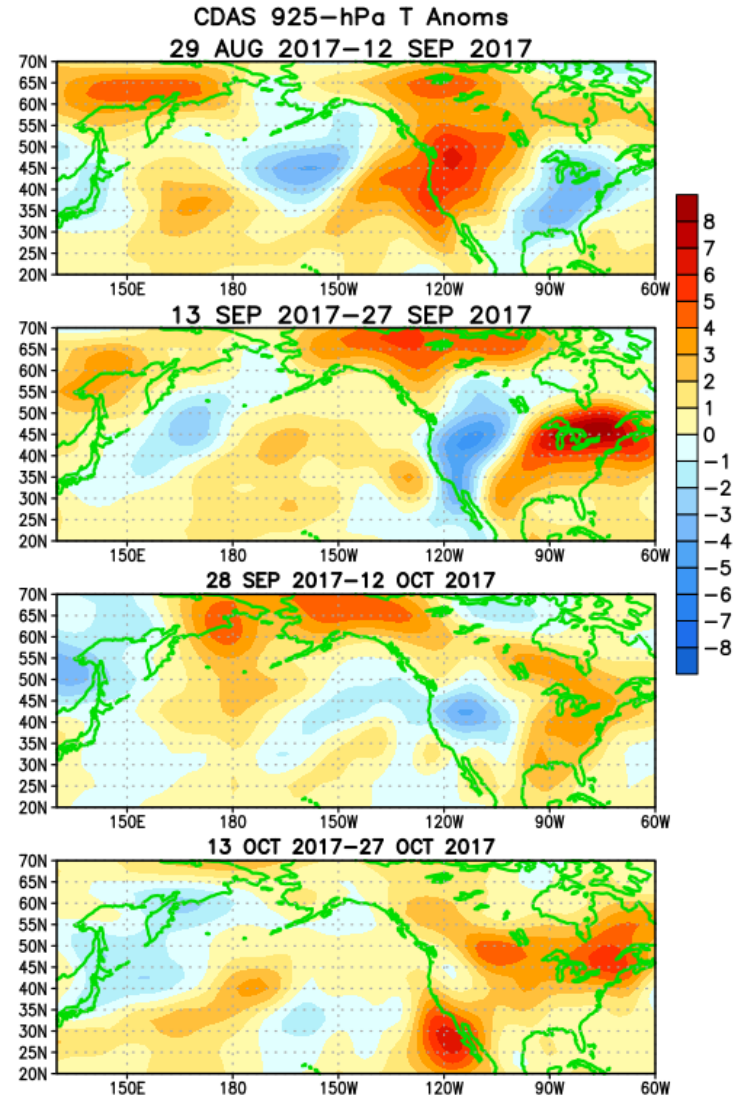 CDAS 925-hPa T Anoms
29 AUG 2017-12 SEP 2017
70N
65N
60N
55N
50N
45N
40N
35N
30N
25N
20N
150E 180 150W 120W 90W 60W
13 SEP 2017-27 SEP 2017
70N
65N
60N
55N
50N
45N
40N
35N
30N
25N
20N
150E 180 150W 120W 90W 60W
28 SEP 2017-12 OCT 2017
70N
65N
60N
55N
50N
45N
40N
35N
30N
25N
20N
150E 180 150W 120W 90W 60W
13 OCT 2017-27 OCT 2017
70N
65N
60N
55N
50N
45N
40N
35N
30N
25N
20N
150E 180 150W 120W 90W 60W
8
7
6
5
4
3
2
1
0
-1
-2
-3
-4
-5
-6
-7
-8